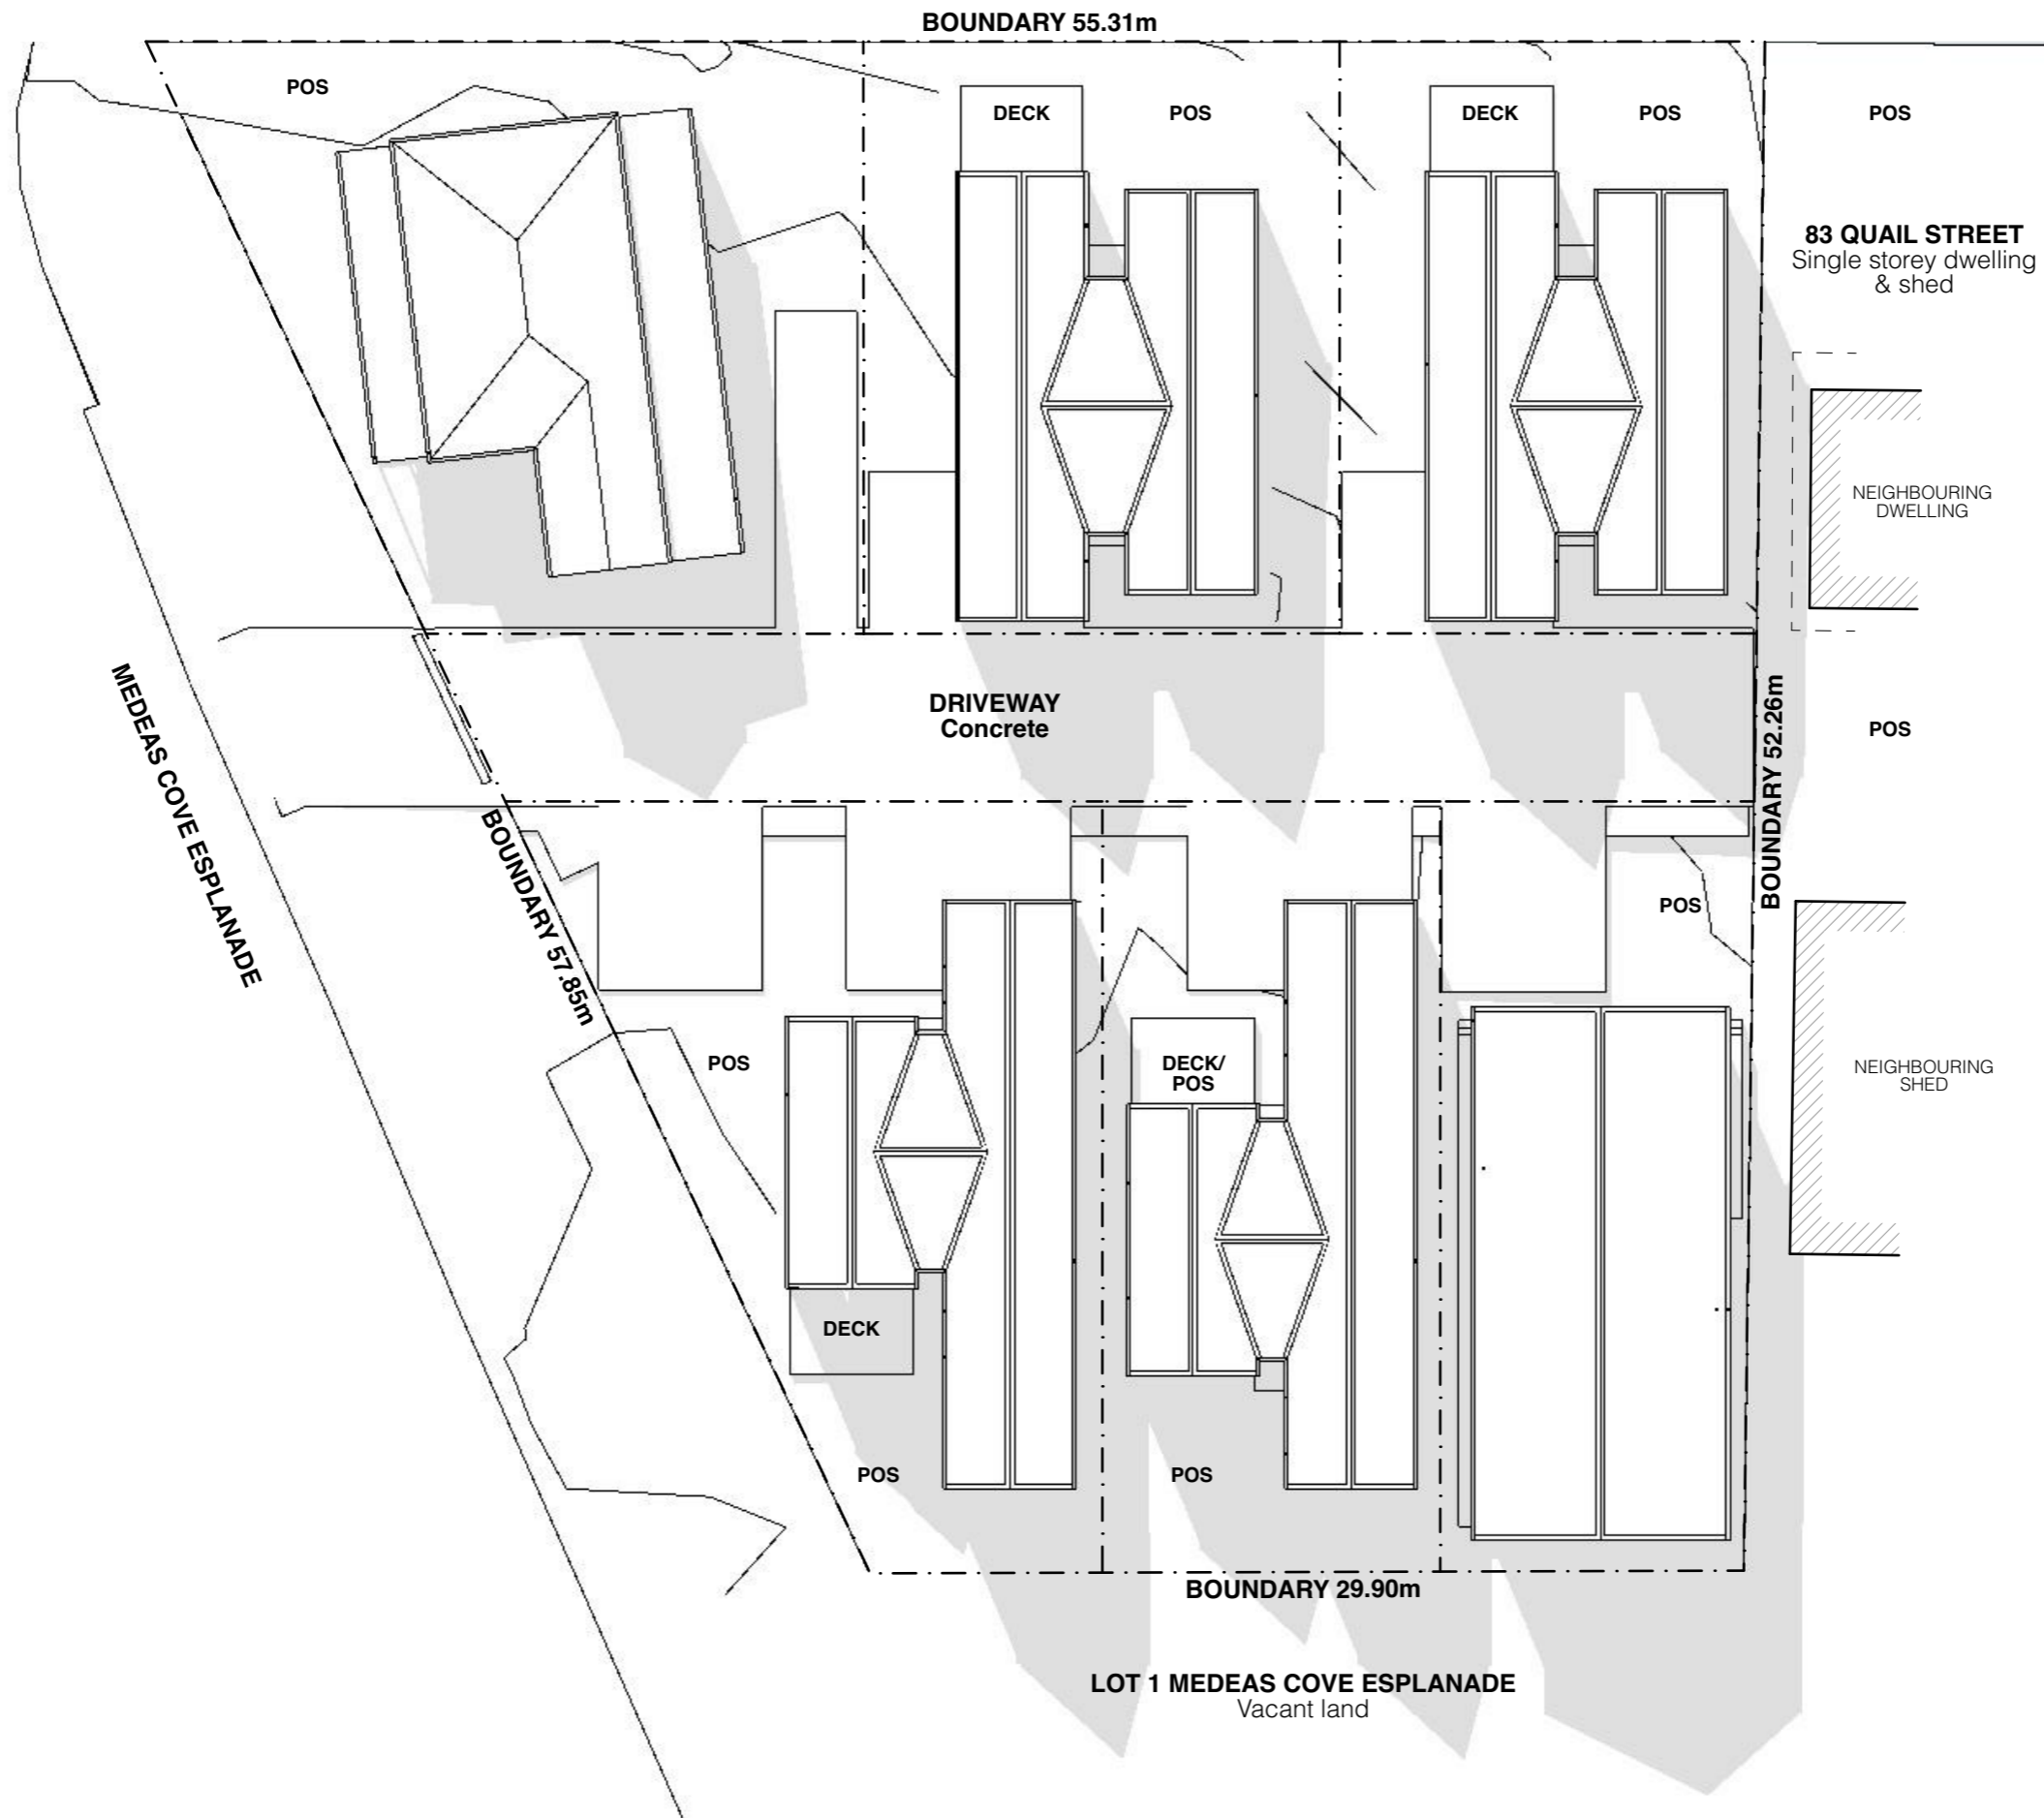 BOUNDARY 55.31m
POS
DECK
POS
DECK
POS
POS
83 QUAIL STREET
Single storey dwelling
& shed
NEIGHBOURING
DWELLING
MEDEAS COVE ESPLANADE
DRIVEWAY
Concrete
BOUNDARY 52.26m
POS
BOUNDARY 57.85m
POS
POS
DECK/
POS
NEIGHBOURING
SHED
DECK
POS
POS
BOUNDARY 29.90m
LOT 1 MEDEAS COVE ESPLANADE
Vacant land